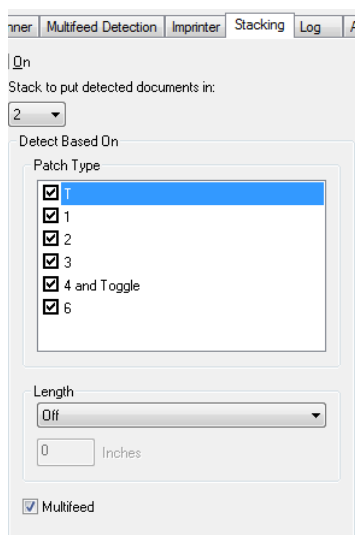 Multifeed Detection Imprinter Stacking Log
On
Stack to put detected documents in:
2
Detect Based On
Patch Type
T
1
2
3
4 and Toggle
6
Length
Off
0 Inches
Multifeed